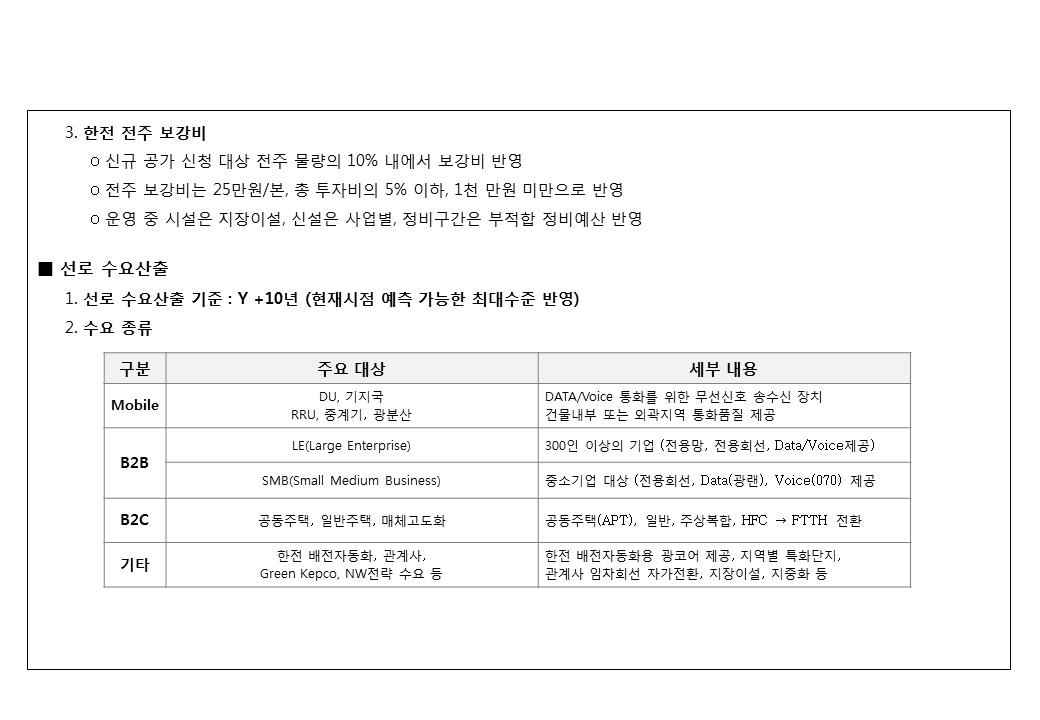 3. 한전 전주 보강비
○ 신규 공가 신청 대상 전주 물량의 10% 내에서 보강비 반영
○ 전주 보강비는 25만원/본, 총 투자비의 5% 이하, 1천 만원 미만으로 반영
○ 운영 중 시설은 지장이설, 신설은 사업별, 정비구간은 부적합 정비예산 반영
■ 선로 수요산출
1. 선로 수요산출 기준 : Y +10년 (현재시점 예측 가능한 최대수준 반영)
2. 수요 종류
구분 주요 대상 세부 내용
Mobile
DU, 기지국
RRU, 중계기, 광분산
DATA/Voice 통화를 위한 무선신호 송수신 장치
건물내부 또는 외곽지역 통화품질 제공
B2B
LE(Large Enterprise)
300인 이상의 기업 (전용망, 전용회선, Data/Voice제공)
SMB(Small Medium Business)
중소기업 대상 (전용회선, Data(광랜), Voice(070) 제공
B2C
공동주택, 일반주택, 매체고도화
공동주택(APT), 일반, 주상복합, HFC → FTTH 전환
기타
한전 배전자동화, 관계사,
Green Kepco, NW전략 수요 등
한전 배전자동화용 광코어 제공, 지역별 특화단지,
관계사 임차회선 자가전환, 지장이설, 지중화 등